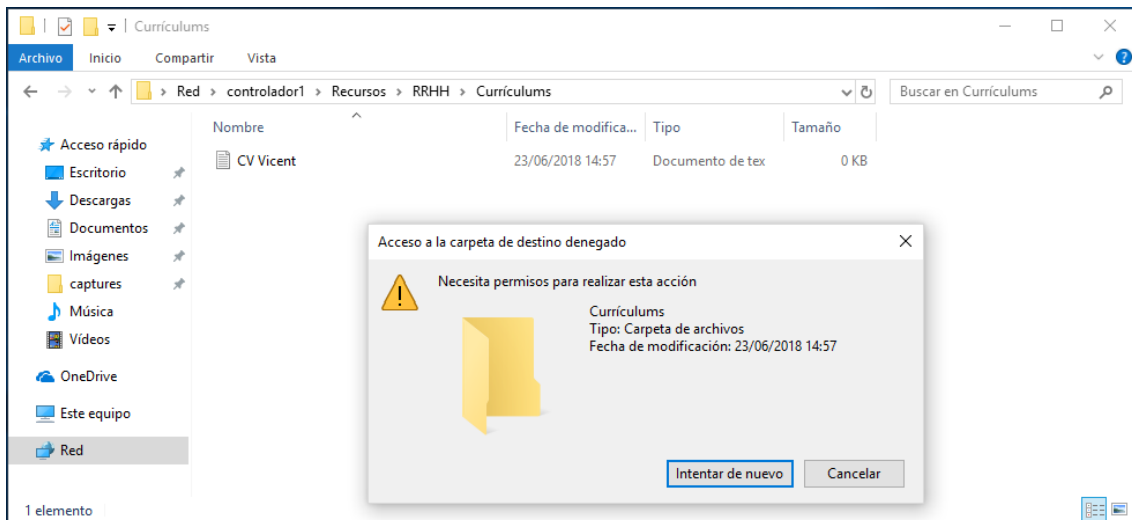 Currículums
Archivo Inicio Compartir Vista
Red > controlador1 > Recursos > RRHH > Currículums
Buscar en Currículums
Nombre Fecha de modifica... Tipo Tamaño
CV Vicent 23/06/2018 14:57 Documento de tex 0 KB
Acceso rápido
Escritorio
Descargas
Documentos
Imágenes
captures
Música
Vídeos
OneDrive
Este equipo
Red
Acceso a la carpeta de destino denegado
Necesita permisos para realizar esta acción
Currículums
Tipo: Carpeta de archivos
Fecha de modificación: 23/06/2018 14:57
Intentar de nuevo Cancelar
1 elemento